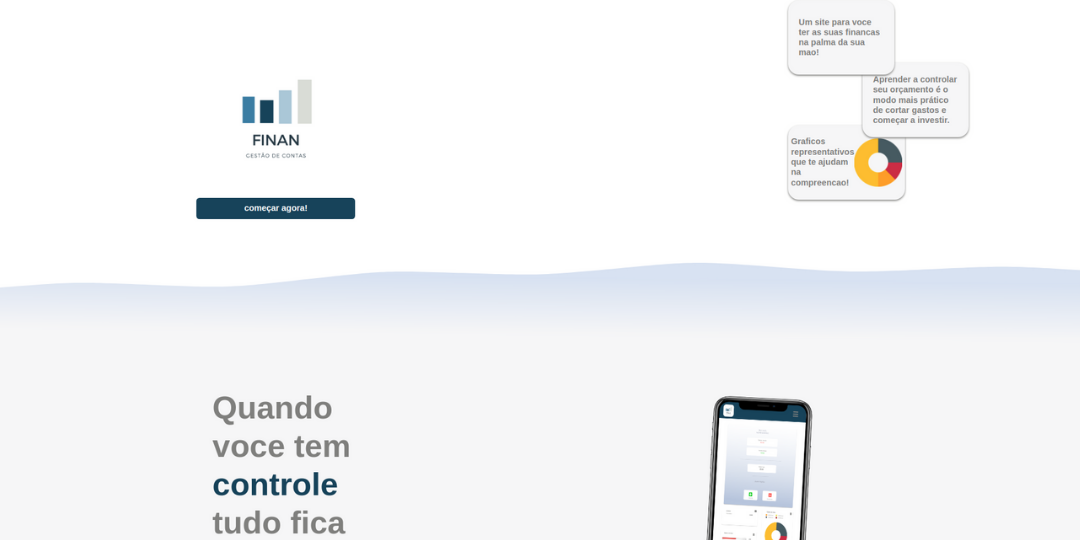 Um site para voce
ter as suas financas
na palma da sua
mao!
Aprender a controlar
seu orçamento é o
modo mais prático
de cortar gastos e
começar a investir.
FINAN
GESTÃO DE CONTAS
Graficos
representativos
que te ajudam
na
compreencao!
começar agora!
Quando
voce tem
controle
tudo fica